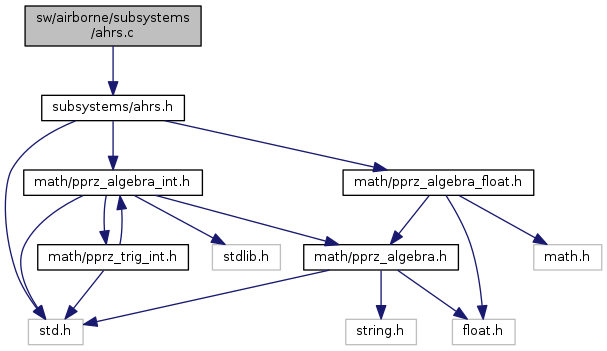 sw/airborne/subsystems
/ahrs.c
subsystems/ahrs.h
math/pprz_algebra_int.h
math/pprz_algebra_float.h
math/pprz_trig_int.h
stdlib.h
math/pprz_algebra.h
math.h
std.h
string.h
float.h